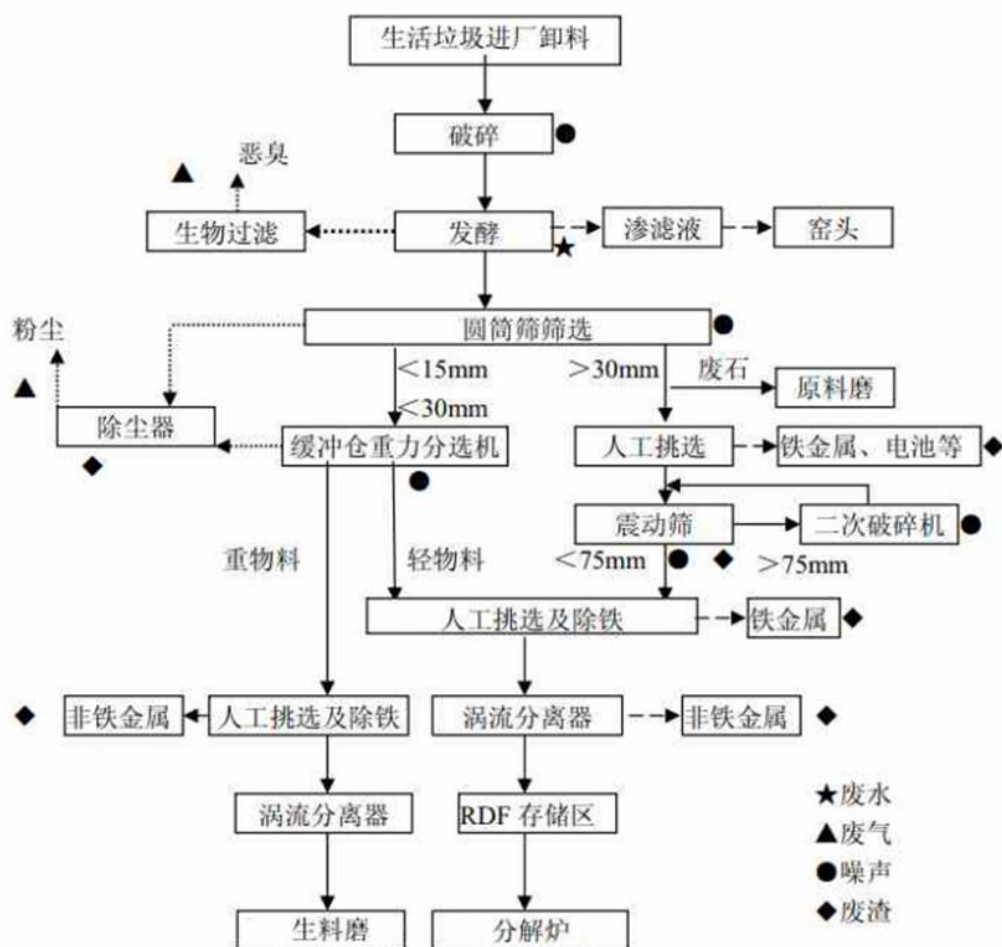 生活垃圾进厂卸料
破碎
恶臭
生物过滤
发酵
渗滤液
窑头
圆筒筛筛选
粉尘
<15mm
<30mm
>30mm
废石
原料磨
除尘器
缓冲仓重力分选机
人工挑选
铁金属、电池等
震动筛
二次破碎机
重物料
轻物料
<75mm
>75mm
人工挑选及除铁
铁金属
非铁金属
人工挑选及除铁
涡流分离器
非铁金属
涡流分离器
RDF 存储区
生料磨
分解炉
★废水
▲废气
●噪声
◆废渣